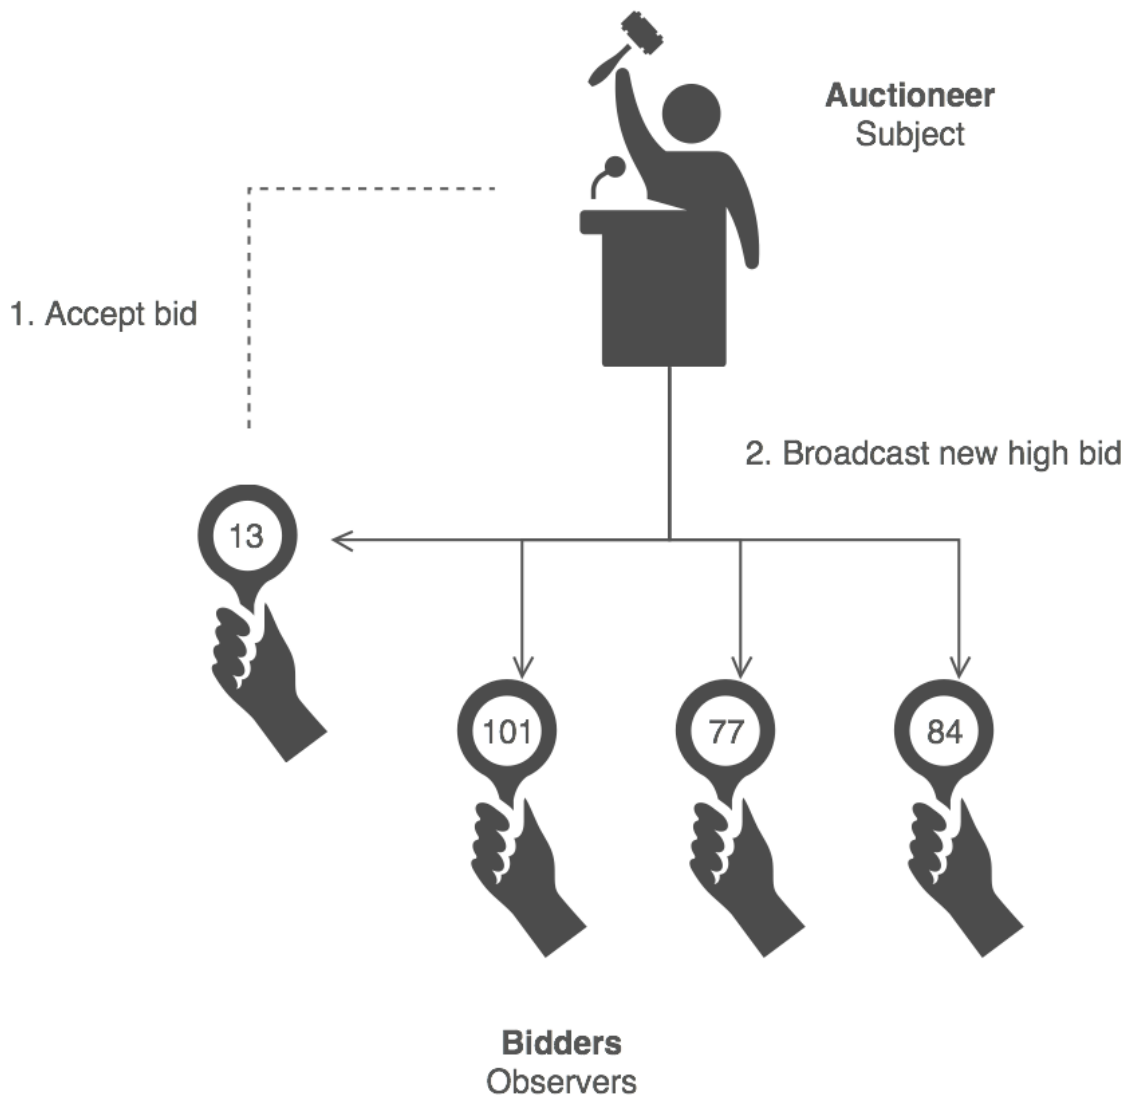 Auctioneer
Subject
1. Accept bid
2. Broadcast new high bid
13
101
77
84
Bidders
Observers